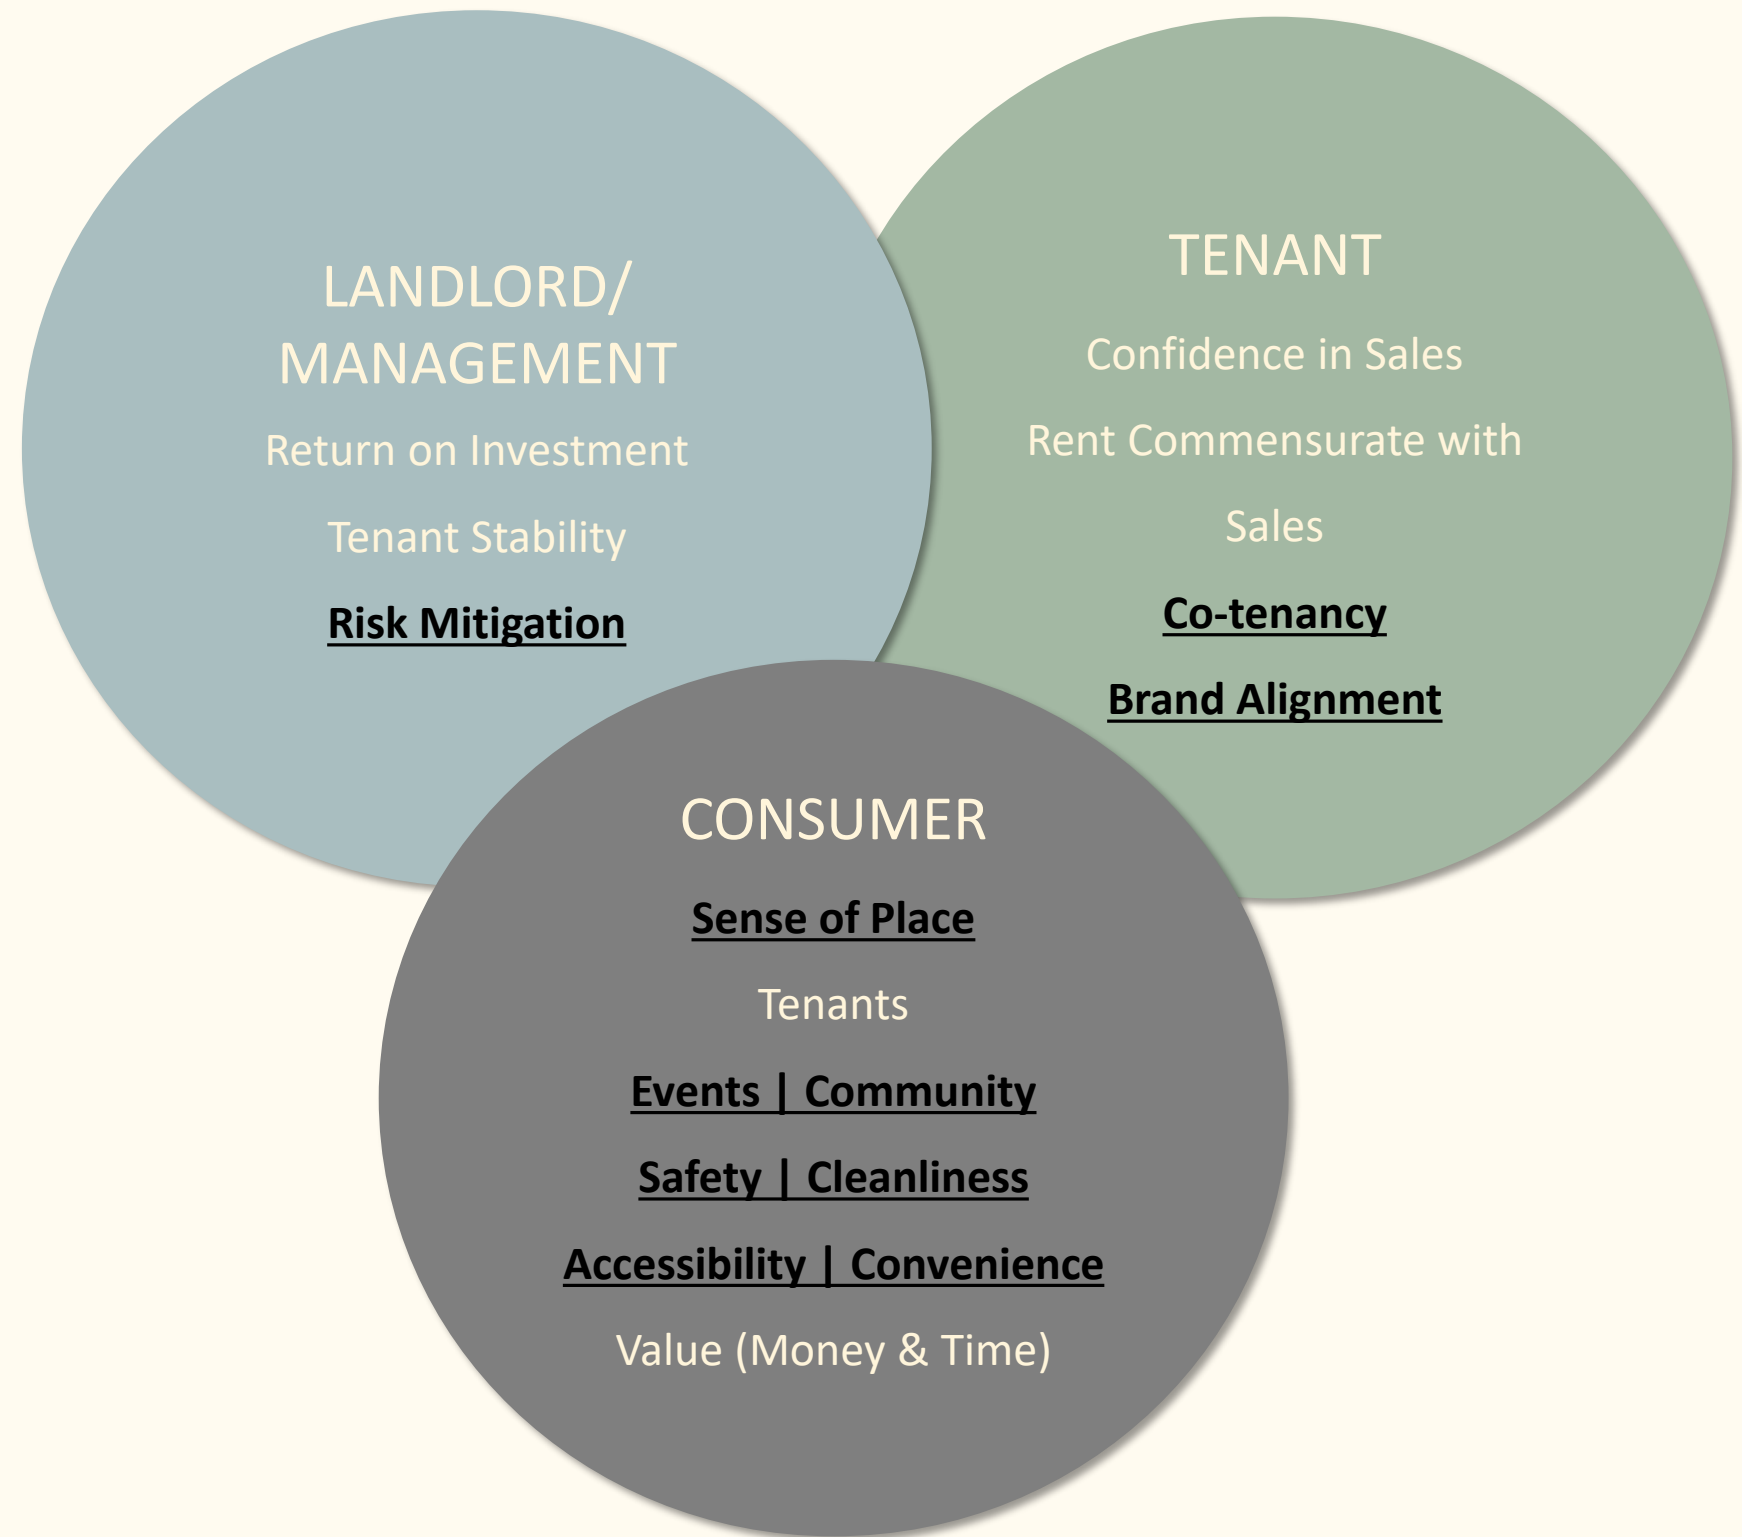 LANDLORD/
MANAGEMENT
Return on Investment
Tenant Stability
Risk Mitigation
TENANT
Confidence in Sales
Rent Commensurate with
Sales
Co-tenancy
Brand Alignment
CONSUMER
Sense of Place
Tenants
Events | Community
Safety | Cleanliness
Accessibility | Convenience
Value (Money & Time)